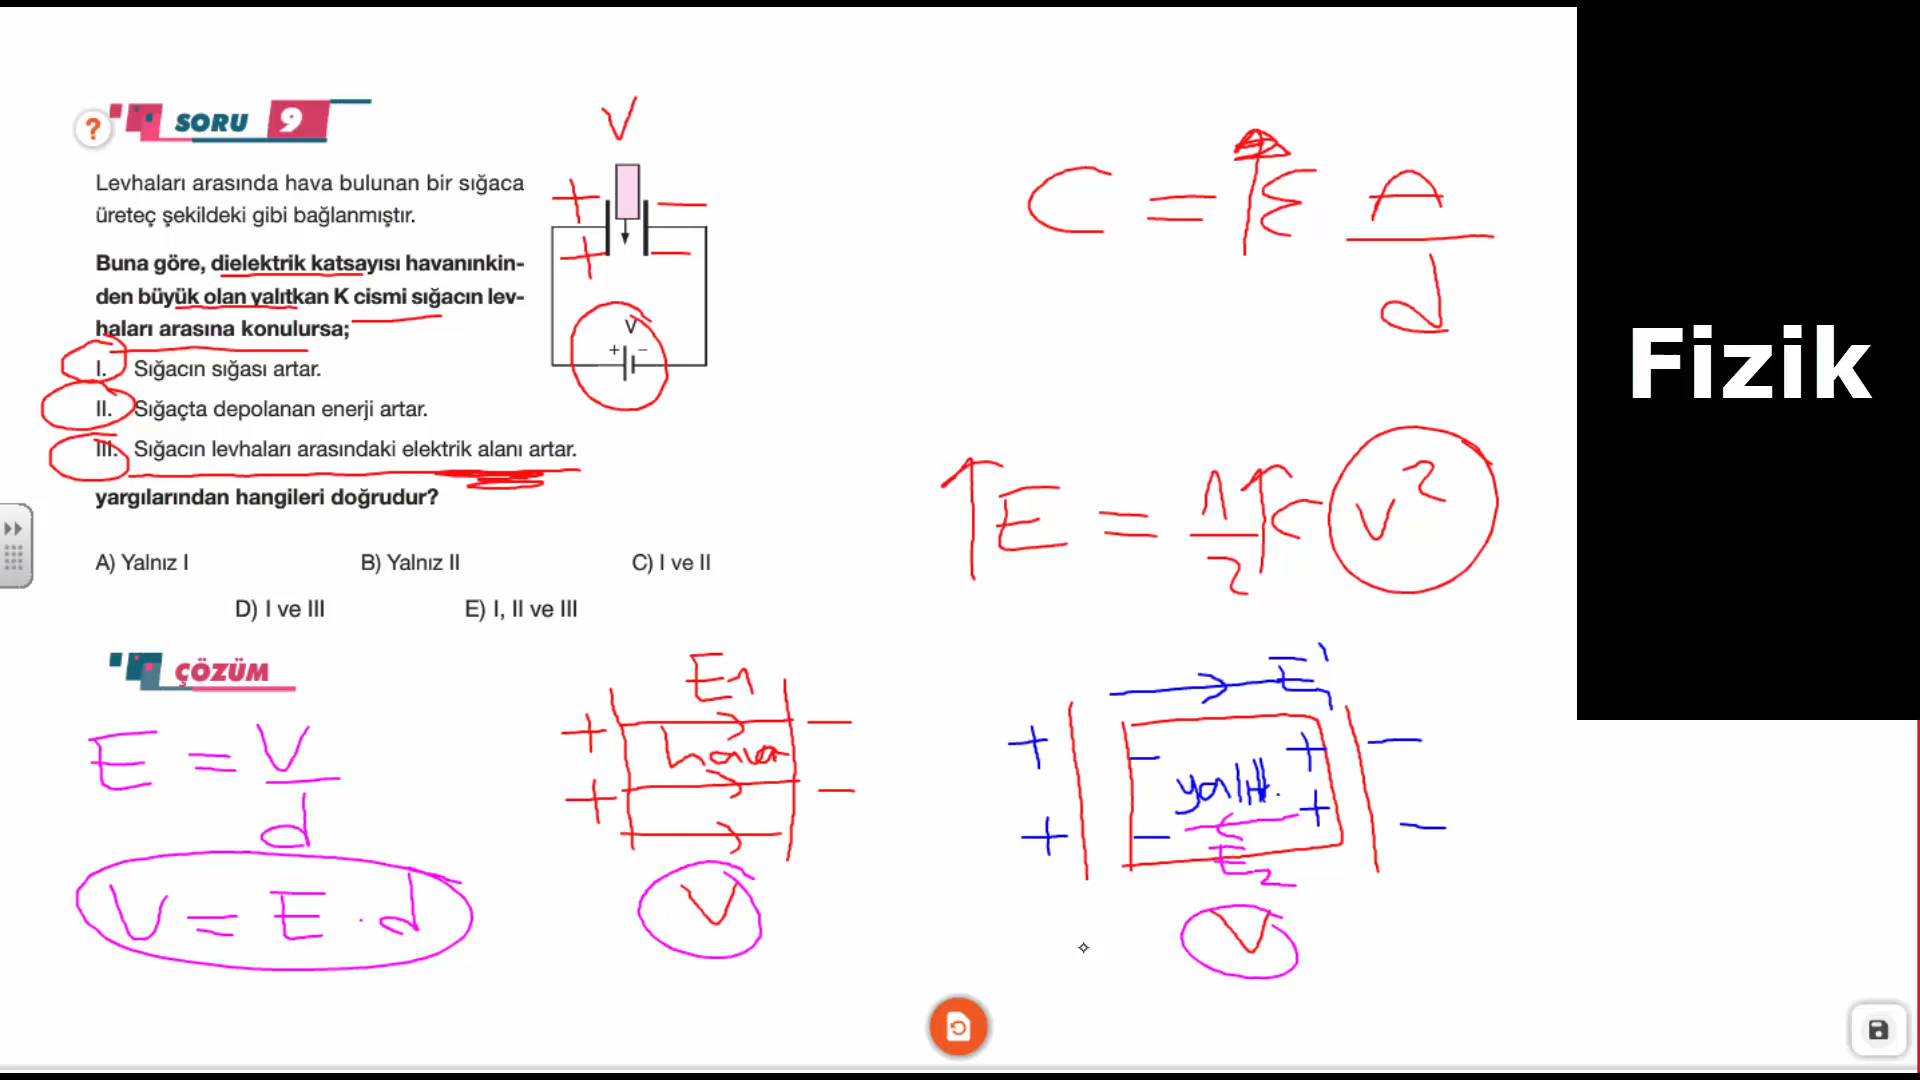 SORU 9
Levhaları arasında hava bulunan bir sığaca
üreteç şekildeki gibi bağlanmıştır.
Buna göre, dielektrik katsayısı havanınkin-
den büyük olan yalıtkan K cismi sığacın lev-
haları arasına konulursa;
I. Sığacın sığası artar.
II. Sığaçta depolanan enerji artar.
III. Sığacın levhaları arasındaki elektrik alanı artar.
yargılarından hangileri doğrudur?
A) Yalnız I B) Yalnız II C) I ve II
D) I ve III E) I, II ve III
V
+ −
+ −
V
+ −
C = ↑ε A/d
↑E = 1/2 ↑C V²
Fizik
ÇÖZÜM
E = V/d
V = E . d
E1
+ hava −
+ −
V
E1'
+ − + −
yalıt.
+ − + −
E2
V